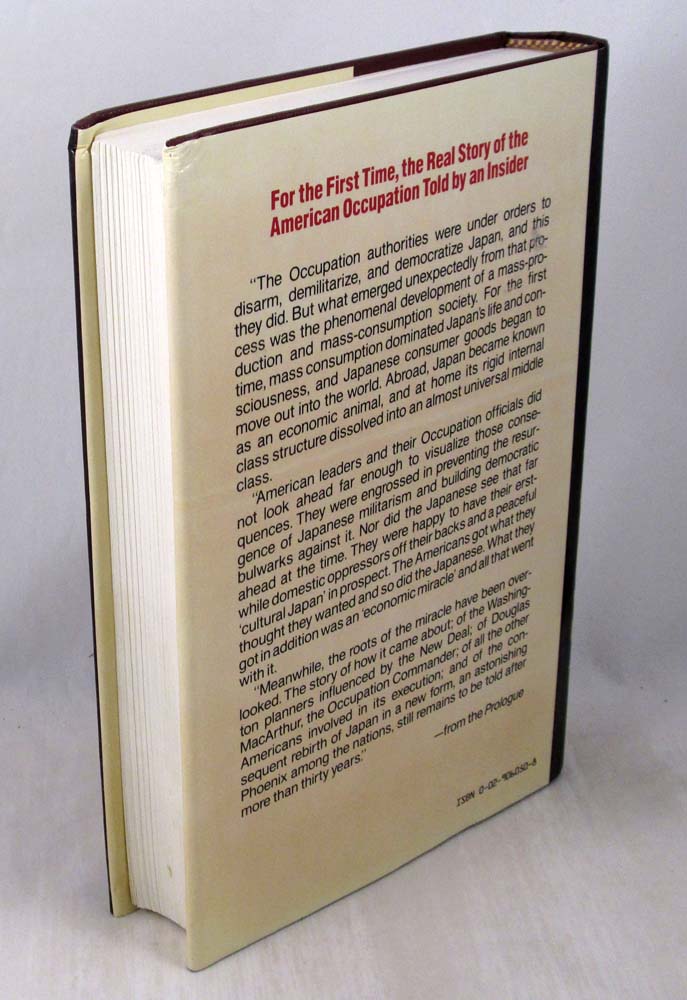 For the First Time, the Real Story of the
American Occupation Told by an Insider
"The Occupation authorities were under orders to
disarm, demilitarize, and democratize Japan, and this
they did. But what emerged unexpectedly from that pro-
cess was the phenomenal development of a mass-pro-
duction and mass-consumption society. For the first
time, mass consumption dominated Japan's life and con-
sciousness, and Japanese consumer goods began to
move out into the world. Abroad, Japan became known
as an economic animal, and at home its rigid internal
class structure dissolved into an almost universal middle
class.
"American leaders and their Occupation officials did
not look ahead far enough to visualize those conse-
quences. They were engrossed in preventing the resur-
gence of Japanese militarism and building democratic
bulwarks against it. Nor did the Japanese see that far
ahead at the time. They were happy to have their erst-
while domestic oppressors off their backs and a peaceful
'cultural Japan' in prospect. The Americans got what they
thought they wanted and so did the Japanese. What they
got in addition was an 'economic miracle' and all that went
with it.
"Meanwhile, the roots of the miracle have been over-
looked. The story of how it came about; of the Washing-
ton planners influenced by the New Deal; of Douglas
MacArthur, the Occupation Commander; of all the other
Americans involved in its execution; and of the con-
sequent rebirth of Japan in a new form, an astonishing
Phoenix among the nations, still remains to be told after
more than thirty years."
—from the Prologue
ISBN 0-02-906050-8